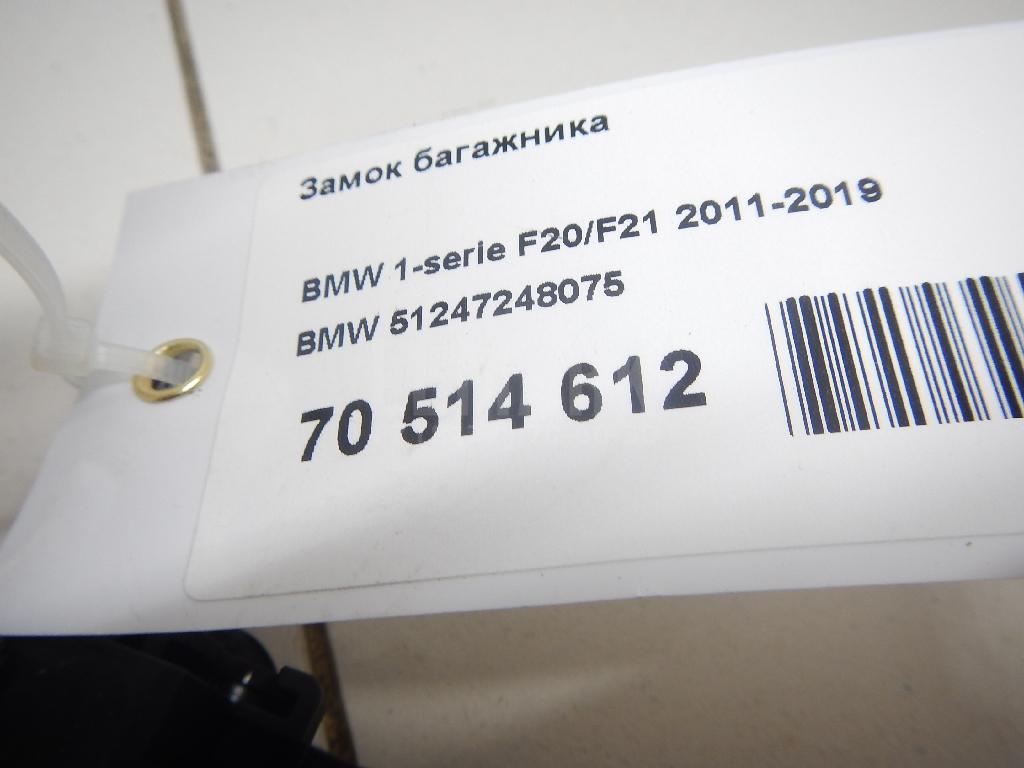 Замок багажника
BMW 1-serie F20/F21 2011-2019
BMW 51247248075
70 514 612